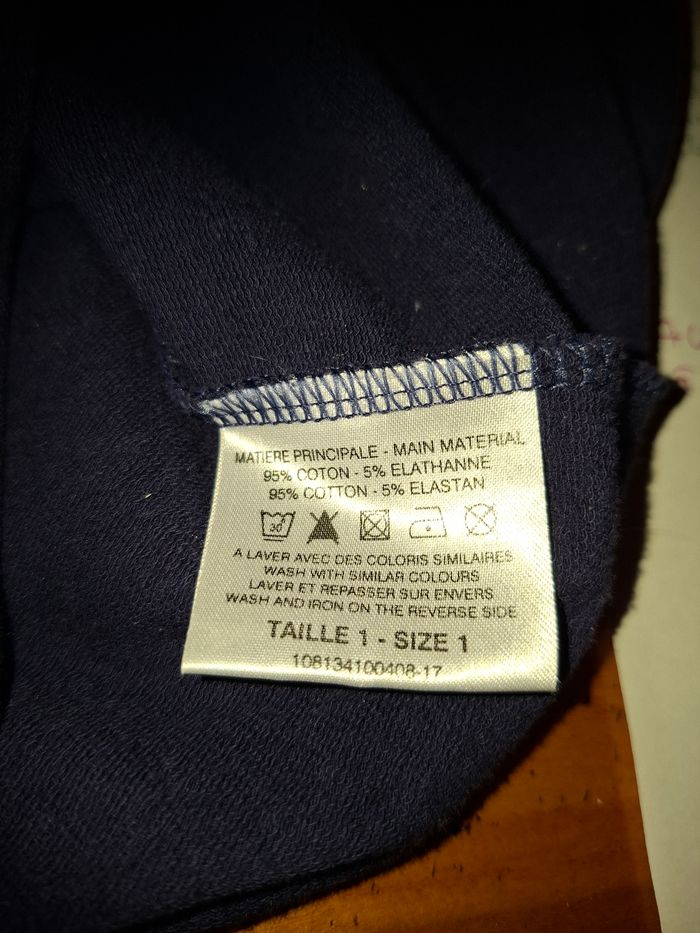 MATIERE PRINCIPALE - MAIN MATERIAL
95% COTON - 5% ELATHANNE
95% COTTON - 5% ELASTAN
30
A LAVER AVEC DES COLORIS SIMILAIRES
WASH WITH SIMILAR COLOURS
LAVER ET REPASSER SUR ENVERS
WASH AND IRON ON THE REVERSE SIDE
TAILLE 1 - SIZE 1
108134100408-17